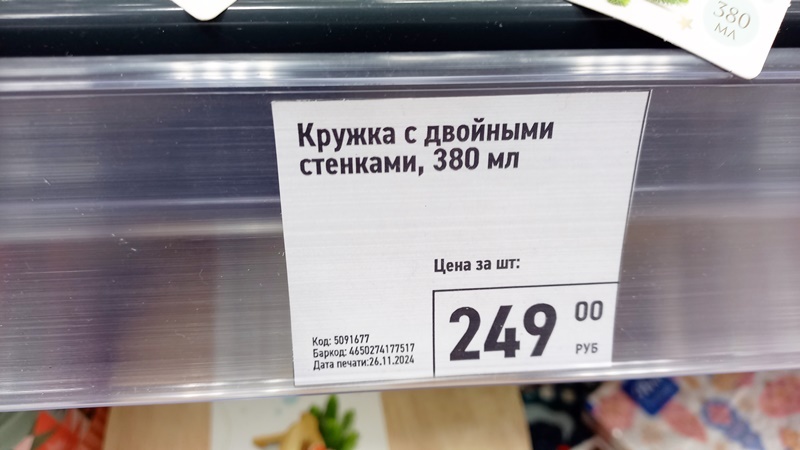 380
МЛ
Кружка с двойными
стенками, 380 мл
Цена за шт:
249 00
РУБ
Код: 5091677
Баркод: 4650274177517
Дата печати:26.11.2024